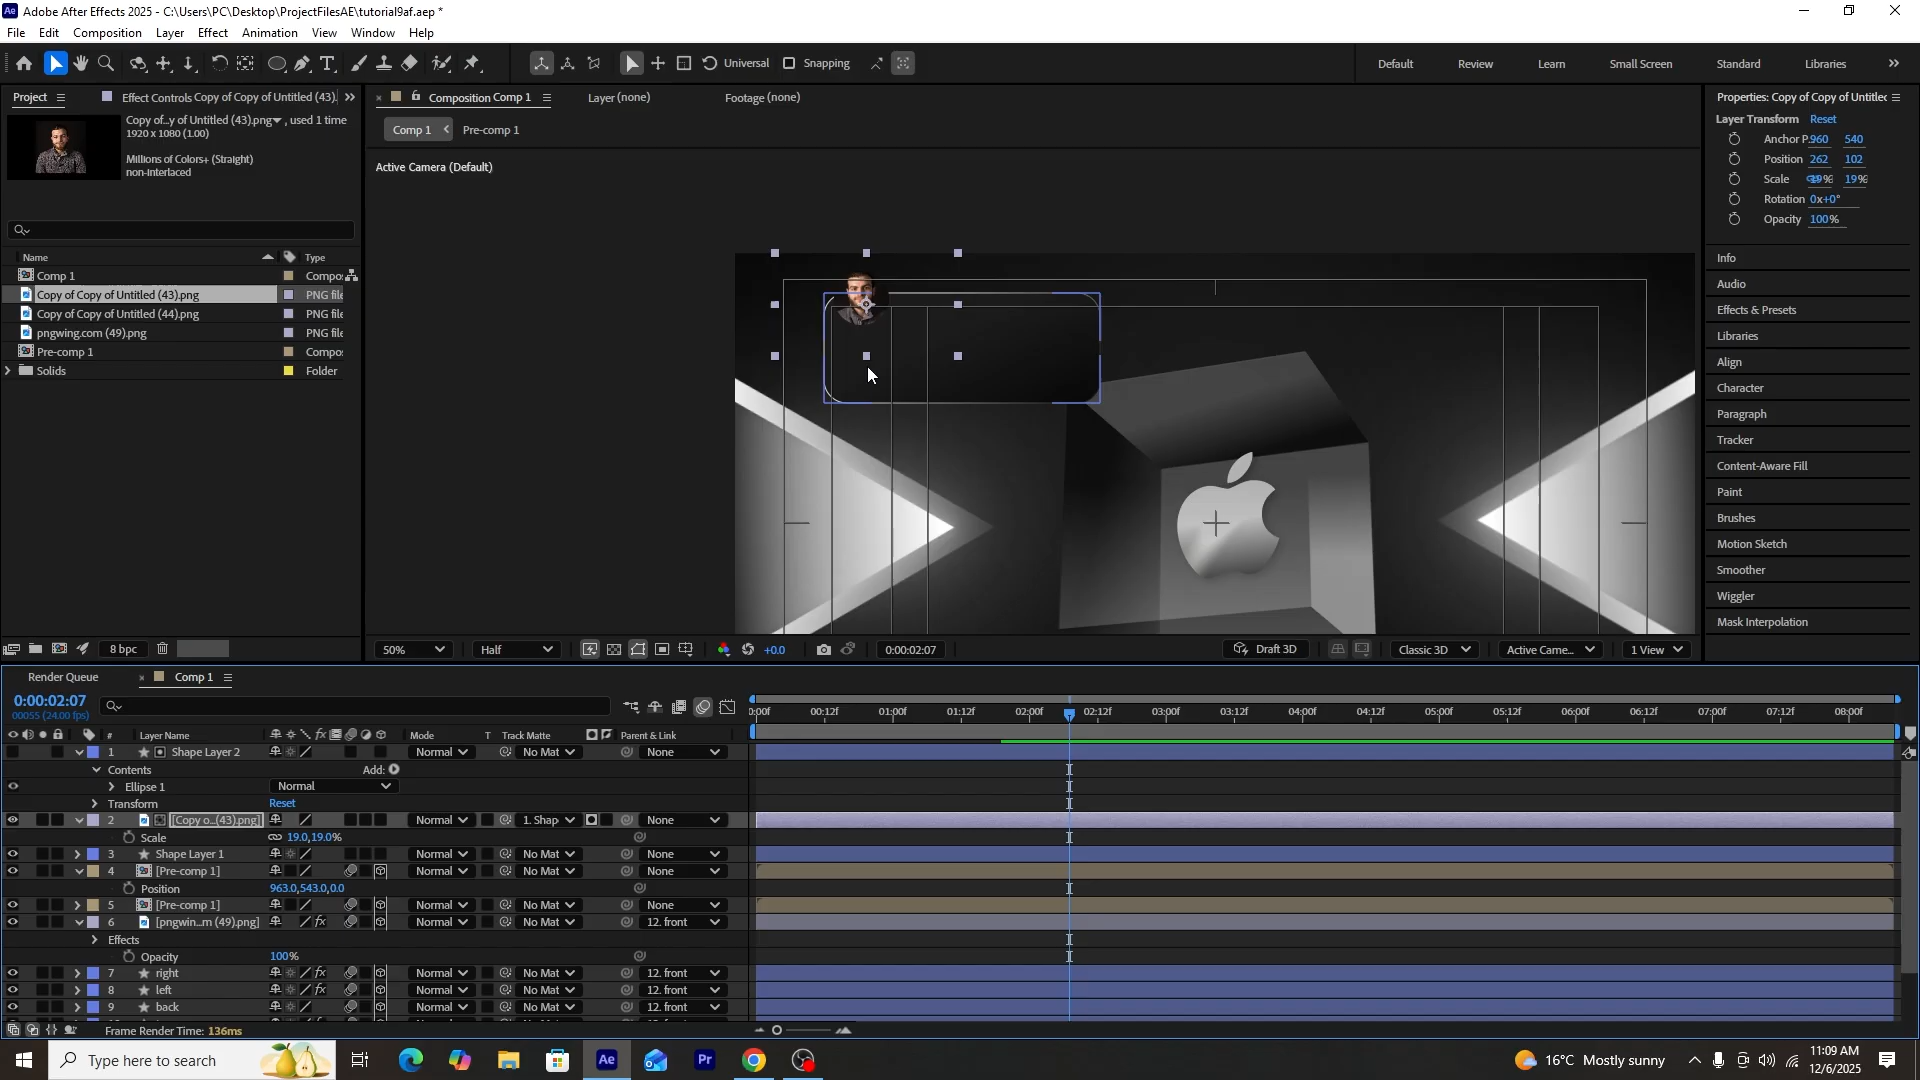 Adobe After Effects 2025 - C:\Users\PC\Desktop\ProjectFilesAE\tutorial9af.aep *
File Edit Composition Layer Effect Animation View Window Help
Universal Snapping Default Review Learn Small Screen Standard Libraries
Project Effect Controls Copy of Copy of Untitled (43). Composition Comp 1 Layer (none) Footage (none)
Properties: Copy of Copy of Untitled
Copy of...y of Untitled (43).png, used 1 time
1920 x 1080 (1.00)
Millions of Colors+ (Straight)
non-interlaced
Comp 1 Pre-comp 1
Active Camera (Default)
Layer Transform Reset
Anchor P. 960 540
Position 262 102
Scale 19% 19%
Rotation 0x+0°
Opacity 100%
Name Type
Comp 1 Compo
Copy of Copy of Untitled (43).png PNG file
Copy of Copy of Untitled (44).png PNG file
pngwing.com (49).png PNG file
Pre-comp 1 Compo
Solids Folder
Info
Audio
Effects & Presets
Libraries
Align
Character
Paragraph
Tracker
Content-Aware Fill
Paint
Brushes
Motion Sketch
Smoother
Wiggler
Mask Interpolation
8 bpc
50% Half +0.0 0:00:02:07 Draft 3D Classic 3D Active Came... 1 View
Render Queue Comp 1
0:00:02:07
00055 (24.00 fps)
0:00f 00:12f 01:00f 01:12f 02:00f 02:12f 03:00f 03:12f 04:00f 04:12f 05:00f 05:12f 06:00f 06:12f 07:00f 07:12f 08:00f
# Layer Name Mode T Track Matte Parent & Link
1 Shape Layer 2 Normal No Mat None
Contents Add:
Ellipse 1 Normal
Transform Reset
2 [Copy o...(43).png] Normal 1. Shap None
Scale 19.0,19.0%
3 Shape Layer 1 Normal No Mat None
4 [Pre-comp 1] Normal No Mat None
Position 963.0,543.0,0.0
5 [Pre-comp 1] Normal No Mat None
6 [pngwin...m (49).png] Normal No Mat 12. front
Effects
Opacity 100%
7 right Normal No Mat 12. front
8 left Normal No Mat 12. front
9 back Normal No Mat 12. front
Frame Render Time: 136ms
Type here to search
16°C Mostly sunny
11:09 AM
12/6/2025